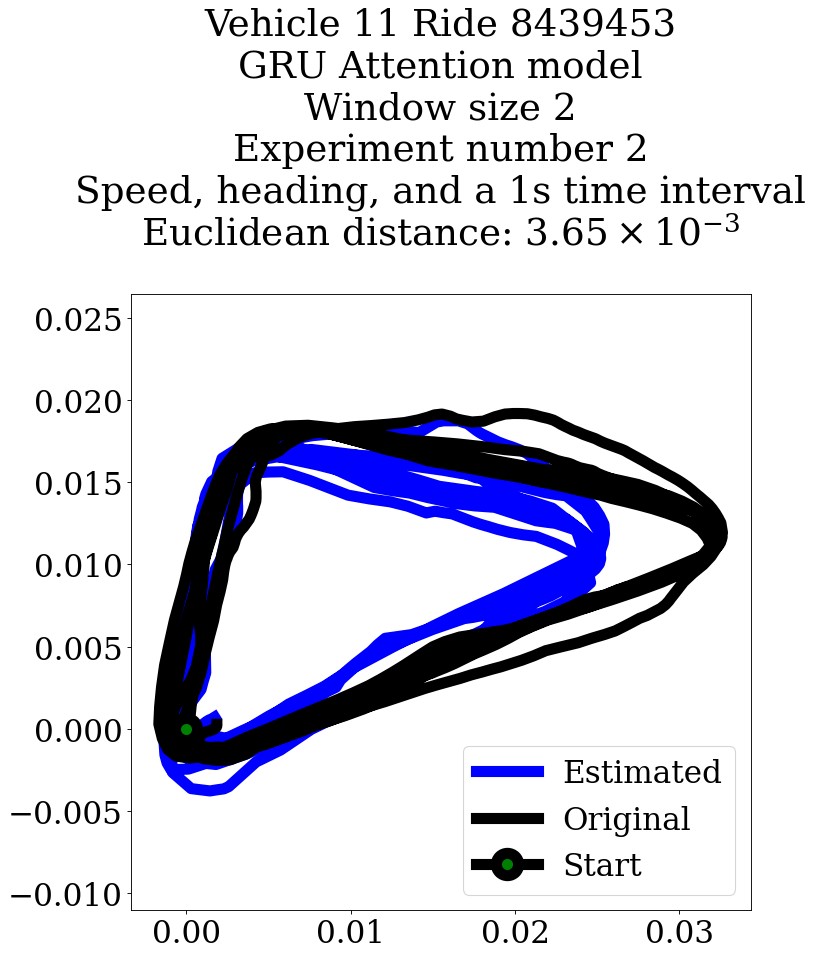 Vehicle 11 Ride 8439453
GRU Attention model
Window size 2
Experiment number 2
Speed, heading, and a 1s time interval
Euclidean distance: 3.65 × 10⁻³
0.025
0.020
0.015
0.010
0.005
0.000
−0.005
−0.010
Estimated
Original
Start
0.00 0.01 0.02 0.03